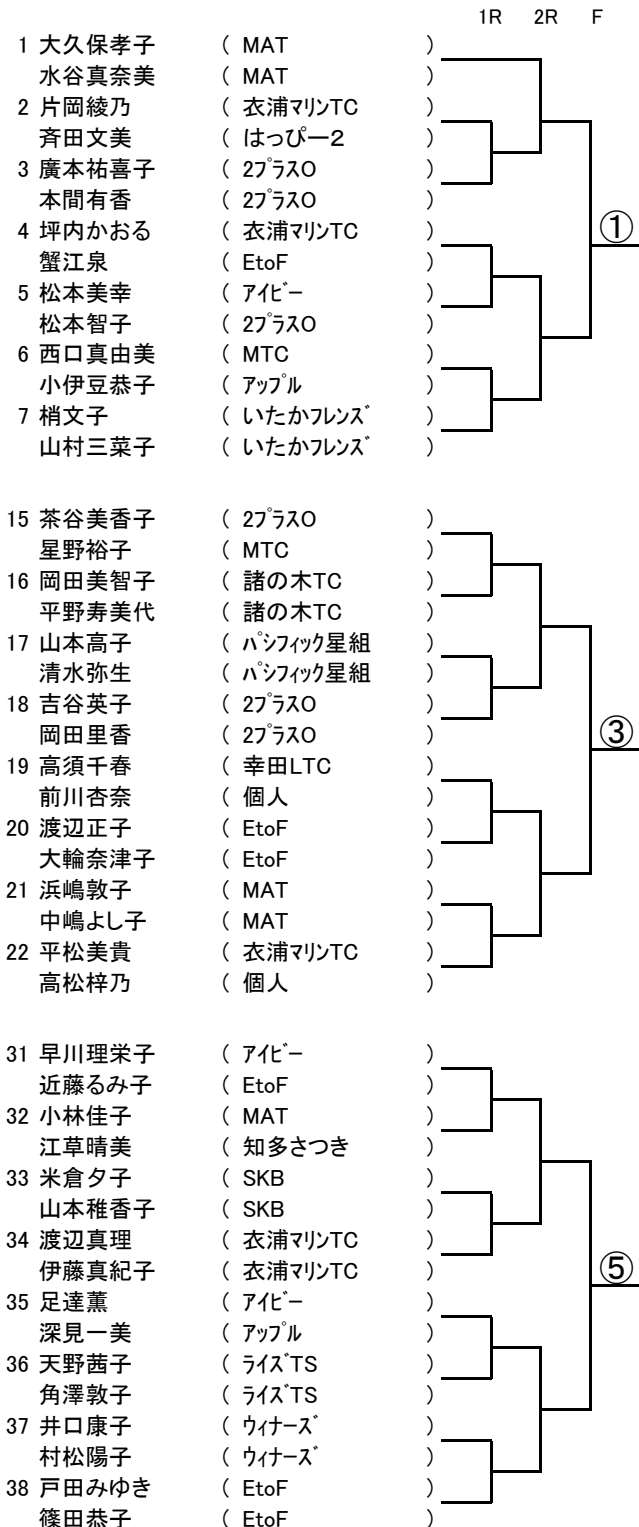 1R 2R F
1 大久保孝子 ( MAT )
水谷真奈美 ( MAT )
2 片岡綾乃 ( 衣浦ﾏﾘﾝTC )
斉田文美 ( はっぴー2 )
3 廣本祐喜子 ( 2ﾌﾟﾗｽO )
本間有香 ( 2ﾌﾟﾗｽO )
4 坪内かおる ( 衣浦ﾏﾘﾝTC )
蟹江泉 ( EtoF )
5 松本美幸 ( ｱｲﾋﾞｰ )
松本智子 ( 2ﾌﾟﾗｽO )
6 西口真由美 ( MTC )
小伊豆恭子 ( ｱｯﾌﾟﾙ )
7 梢文子 ( いたかﾌﾚﾝｽﾞ )
山村三菜子 ( いたかﾌﾚﾝｽﾞ )
①
15 茶谷美香子 ( 2ﾌﾟﾗｽO )
星野裕子 ( MTC )
16 岡田美智子 ( 諸の木TC )
平野寿美代 ( 諸の木TC )
17 山本高子 ( ﾊﾟｼﾌｨｯｸ星組 )
清水弥生 ( ﾊﾟｼﾌｨｯｸ星組 )
18 吉谷英子 ( 2ﾌﾟﾗｽO )
岡田里香 ( 2ﾌﾟﾗｽO )
19 高須千春 ( 幸田LTC )
前川杏奈 ( 個人 )
20 渡辺正子 ( EtoF )
大輪奈津子 ( EtoF )
21 浜嶋敦子 ( MAT )
中嶋よし子 ( MAT )
22 平松美貴 ( 衣浦ﾏﾘﾝTC )
高松梓乃 ( 個人 )
③
31 早川理栄子 ( ｱｲﾋﾞｰ )
近藤るみ子 ( EtoF )
32 小林佳子 ( MAT )
江草晴美 ( 知多さつき )
33 米倉夕子 ( SKB )
山本稚香子 ( SKB )
34 渡辺真理 ( 衣浦ﾏﾘﾝTC )
伊藤真紀子 ( 衣浦ﾏﾘﾝTC )
35 足達薫 ( ｱｲﾋﾞｰ )
深見一美 ( ｱｯﾌﾟﾙ )
36 天野茜子 ( ﾗｲｽﾞTS )
角澤敦子 ( ﾗｲｽﾞTS )
37 井口康子 ( ｳｨﾅｰｽﾞ )
村松陽子 ( ｳｨﾅｰｽﾞ )
38 戸田みゆき ( EtoF )
篠田恭子 ( EtoF )
⑤